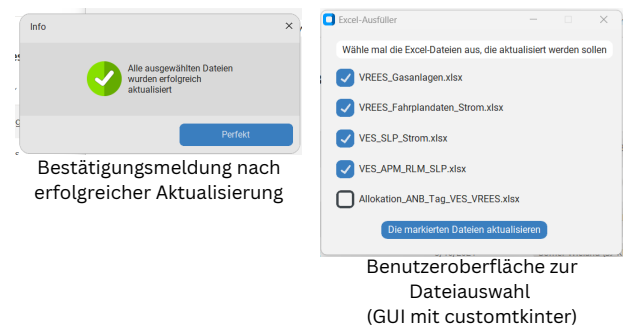 Info
Alle ausgewählten Dateien
wurden erfolgreich
aktualisiert
Perfekt
Bestätigungsmeldung nach
erfolgreicher Aktualisierung
Excel-Ausfüller
Wähle mal die Excel-Dateien aus, die aktualisiert werden sollen
VREES_Gasanlagen.xlsx
VREES_Fahrplandaten_Strom.xlsx
VES_SLP_Strom.xlsx
VES_APM_RLM_SLP.xlsx
Allokation_ANB_Tag_VES_VREES.xlsx
Die markierten Dateien aktualisieren
Benutzeroberfläche zur
Dateiauswahl
(GUI mit customtkinter)